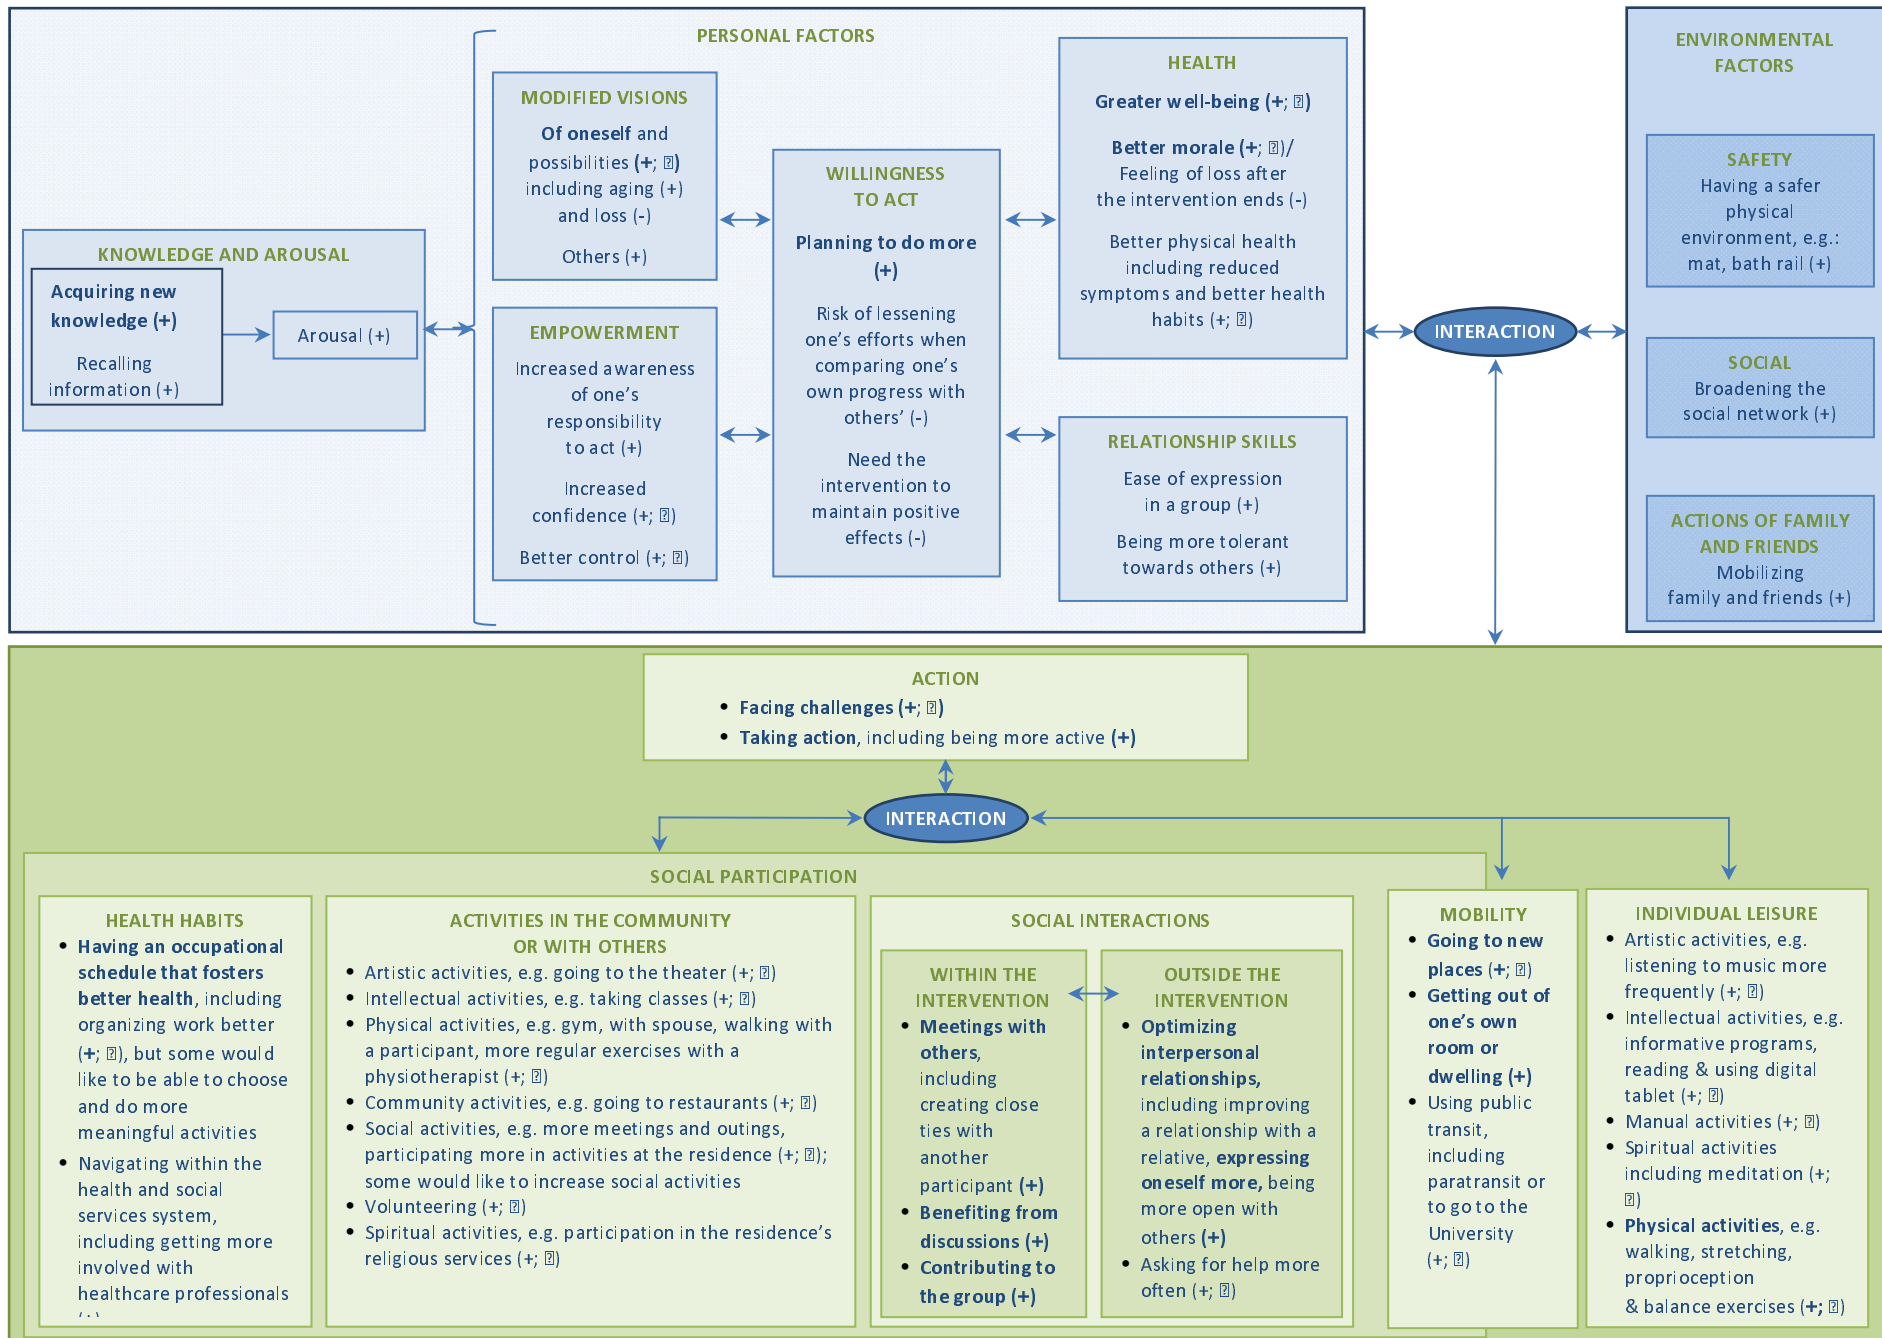 PERSONAL FACTORS
KNOWLEDGE AND AROUSAL
Acquiring new
knowledge (+)
Recalling
information (+)
Arousal (+)
MODIFIED VISIONS
Of oneself and
possibilities (+; )
including aging (+)
and loss (-)
Others (+)
EMPOWERMENT
Increased awareness
of one’s
responsibility
to act (+)
Increased
confidence (+; )
Better control (+; )
WILLINGNESS
TO ACT
Planning to do more
(+)
Risk of lessening
one’s efforts when
comparing one’s
own progress with
others’ (-)
Need the
intervention to
maintain positive
effects (-)
HEALTH
Greater well-being (+; )
Better morale (+; )/
Feeling of loss after
the intervention ends (-)
Better physical health
including reduced
symptoms and better health
habits (+; )
RELATIONSHIP SKILLS
Ease of expression
in a group (+)
Being more tolerant
towards others (+)
INTERACTION
ENVIRONMENTAL
FACTORS
SAFETY
Having a safer
physical
environment, e.g.:
mat, bath rail (+)
SOCIAL
Broadening the
social network (+)
ACTIONS OF FAMILY
AND FRIENDS
Mobilizing
family and friends (+)
ACTION
• Facing challenges (+; )
• Taking action, including being more active (+)
INTERACTION
SOCIAL PARTICIPATION
HEALTH HABITS
• Having an occupational
schedule that fosters
better health, including
organizing work better
(+; ), but some would
like to be able to choose
and do more
meaningful activities
• Navigating within the
health and social
services system,
including getting more
involved with
healthcare professionals
ACTIVITIES IN THE COMMUNITY
OR WITH OTHERS
• Artistic activities, e.g. going to the theater (+; )
• Intellectual activities, e.g. taking classes (+; )
• Physical activities, e.g. gym, with spouse, walking with
a participant, more regular exercises with a
physiotherapist (+; )
• Community activities, e.g. going to restaurants (+; )
• Social activities, e.g. more meetings and outings,
participating more in activities at the residence (+; );
some would like to increase social activities
• Volunteering (+; )
• Spiritual activities, e.g. participation in the residence’s
religious services (+; )
SOCIAL INTERACTIONS
WITHIN THE
INTERVENTION
• Meetings with
others,
including
creating close
ties with
another
participant (+)
• Benefiting from
discussions (+)
• Contributing to
the group (+)
OUTSIDE THE
INTERVENTION
• Optimizing
interpersonal
relationships,
including improving
a relationship with a
relative, expressing
oneself more, being
more open with
others (+)
• Asking for help more
often (+; )
MOBILITY
• Going to new
places (+; )
• Getting out of
one’s own
room or
dwelling (+)
• Using public
transit,
including
paratransit or
to go to the
University
(+; )
INDIVIDUAL LEISURE
• Artistic activities, e.g.
listening to music more
frequently (+; )
• Intellectual activities, e.g.
informative programs,
reading & using digital
tablet (+; )
• Manual activities (+; )
• Spiritual activities
including meditation (+;
)
• Physical activities, e.g.
walking, stretching,
proprioception
& balance exercises (+; )